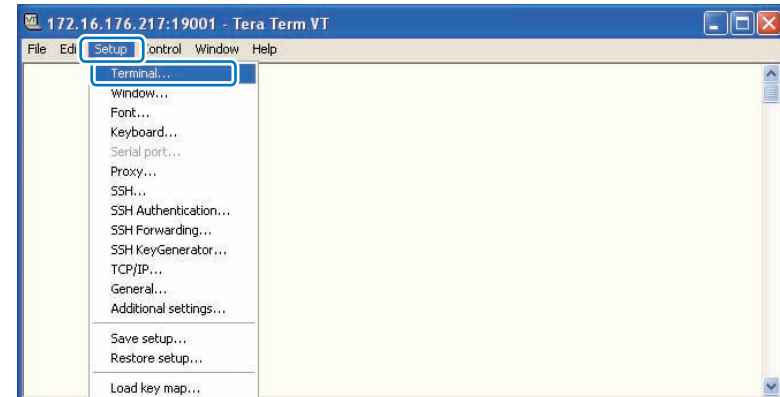 172.16.176.217:19001 - Tera Term VT
File Edi Setup Control Window Help
Terminal...
Window...
Font...
Keyboard...
Serial port...
Proxy...
SSH...
SSH Authentication...
SSH Forwarding...
SSH KeyGenerator...
TCP/IP...
General...
Additional settings...
Save setup...
Restore setup...
Load key map...